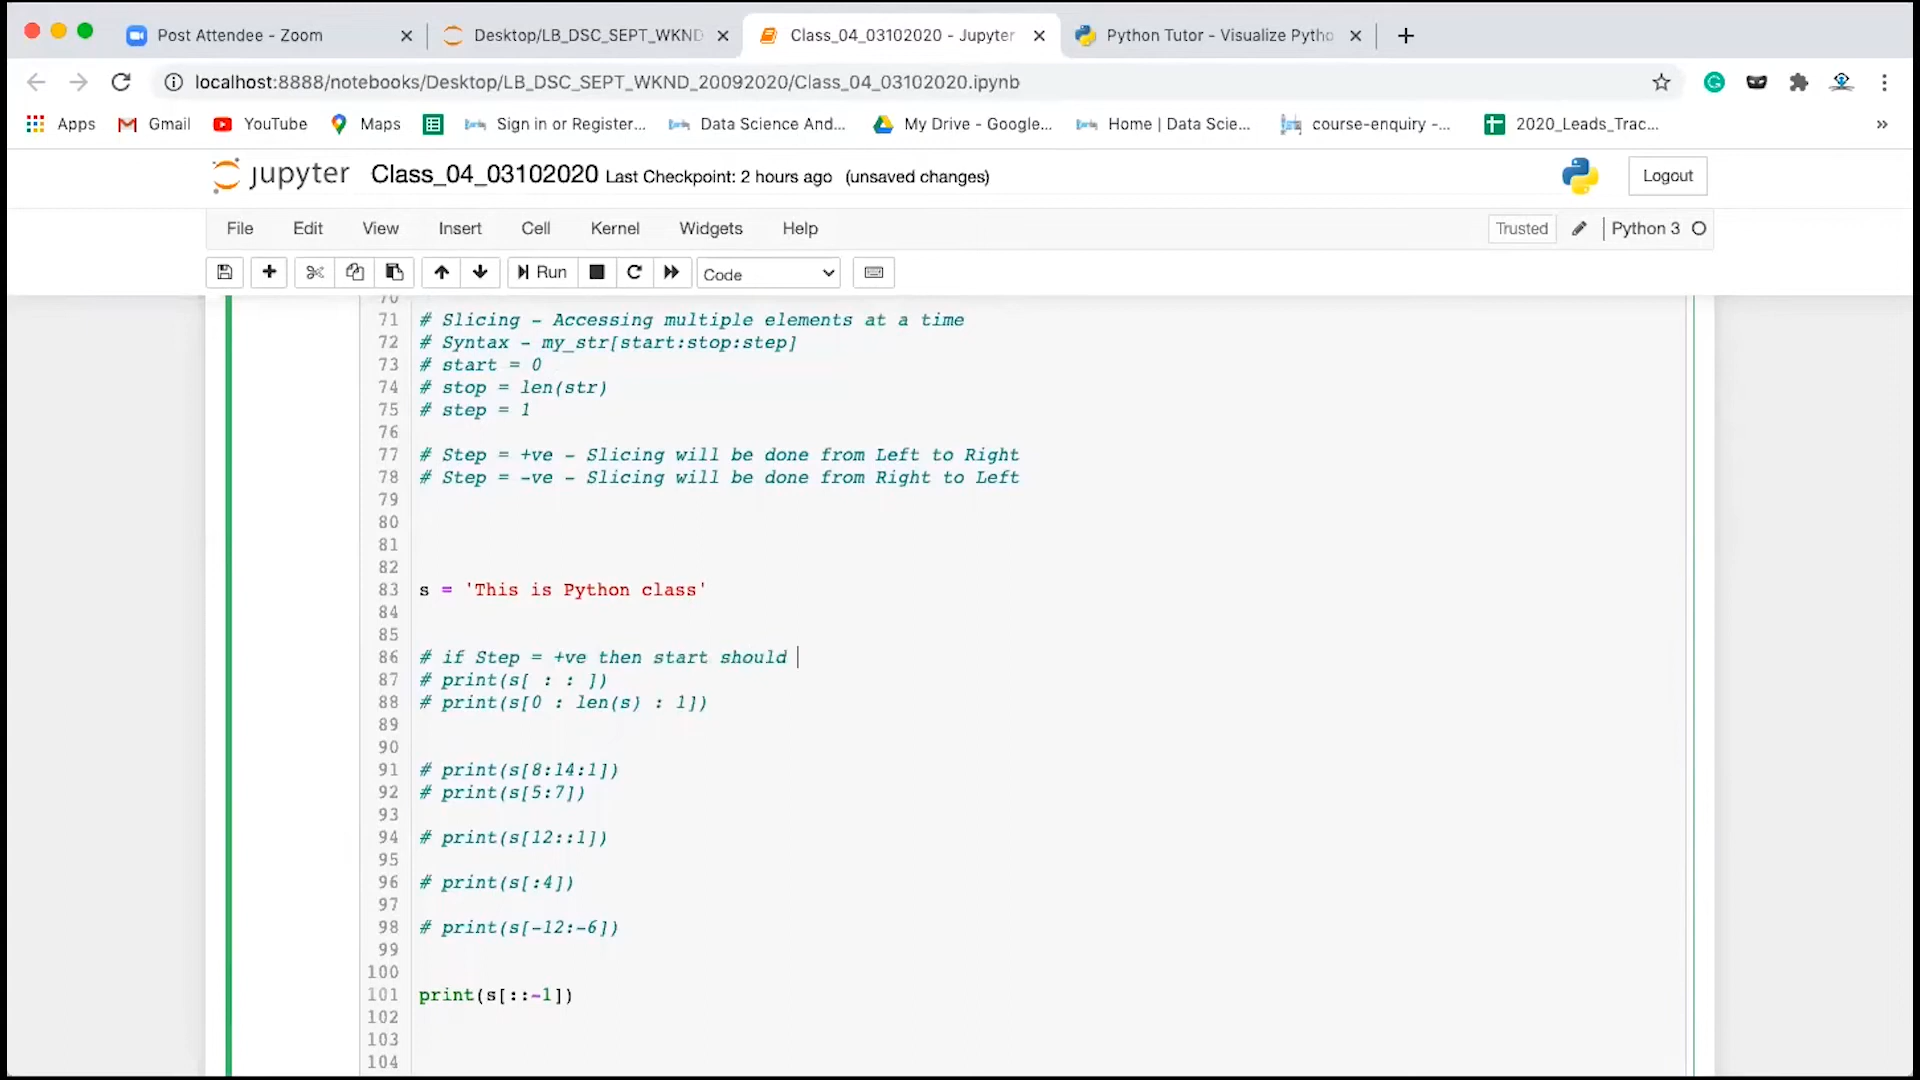 Post Attendee - Zoom
Desktop/LB_DSC_SEPT_WKND
Class_04_03102020 - Jupyter
Python Tutor - Visualize Pytho
localhost:8888/notebooks/Desktop/LB_DSC_SEPT_WKND_20092020/Class_04_03102020.ipynb
Apps Gmail YouTube Maps Sign in or Register... Data Science And... My Drive - Google... Home | Data Scie... course-enquiry -... 2020_Leads_Trac... »
jupyter Class_04_03102020 Last Checkpoint: 2 hours ago (unsaved changes) Logout
File Edit View Insert Cell Kernel Widgets Help Trusted Python 3
Run Code
70
71 # Slicing - Accessing multiple elements at a time
72 # Syntax - my_str[start:stop:step]
73 # start = 0
74 # stop = len(str)
75 # step = 1
76
77 # Step = +ve - Slicing will be done from Left to Right
78 # Step = -ve - Slicing will be done from Right to Left
79
80
81
82
83 s = 'This is Python class'
84
85
86 # if Step = +ve then start should
87 # print(s[ : : ])
88 # print(s[0 : len(s) : 1])
89
90
91 # print(s[8:14:1])
92 # print(s[5:7])
93
94 # print(s[12::1])
95
96 # print(s[:4])
97
98 # print(s[-12:-6])
99
100
101 print(s[::-1])
102
103
104